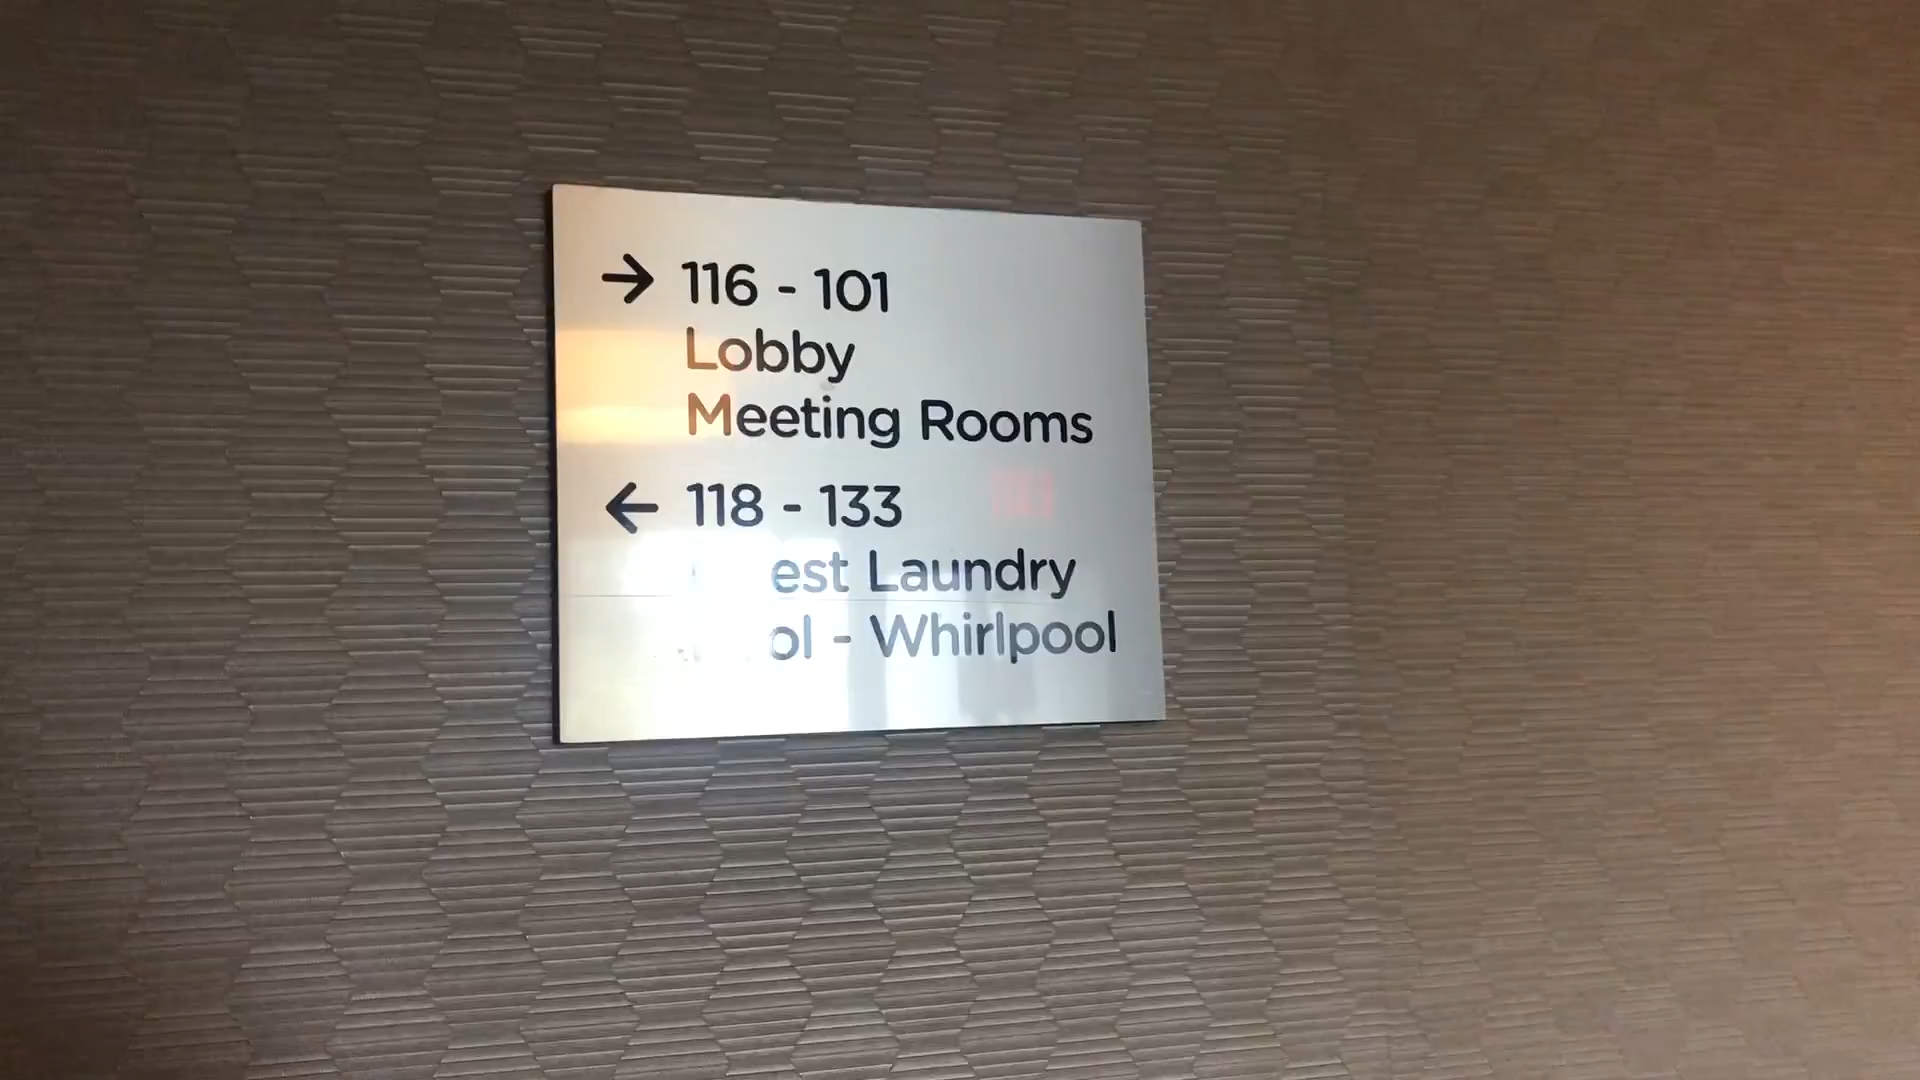 → 116 - 101
Lobby
Meeting Rooms
← 118 - 133
Laundry
- Whirlpool